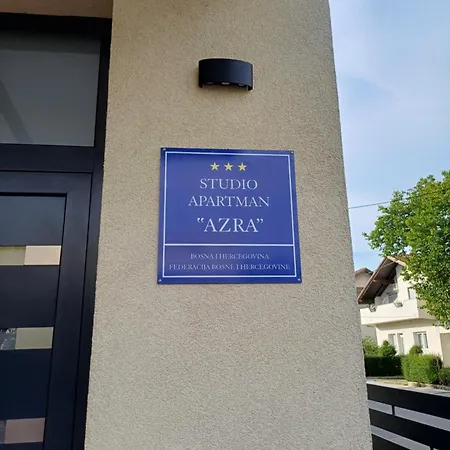 STUDIO
APARTMAN
"AZRA"
BOSNA I HERCEGOVINA
FEDERACIJA BOSNE I HERCEGOVINE